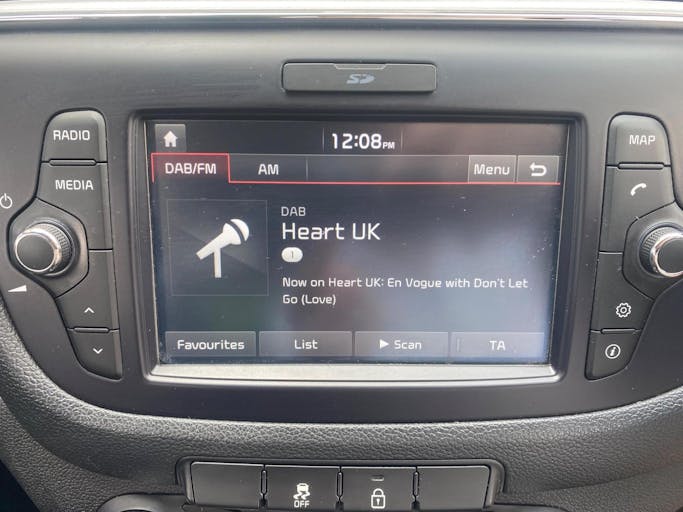 SD
RADIO
MEDIA
12:08PM
DAB/FM
AM
Menu
DAB
Heart UK
1
Now on Heart UK: En Vogue with Don't Let
Go (Love)
Favourites
List
Scan
TA
MAP
OFF